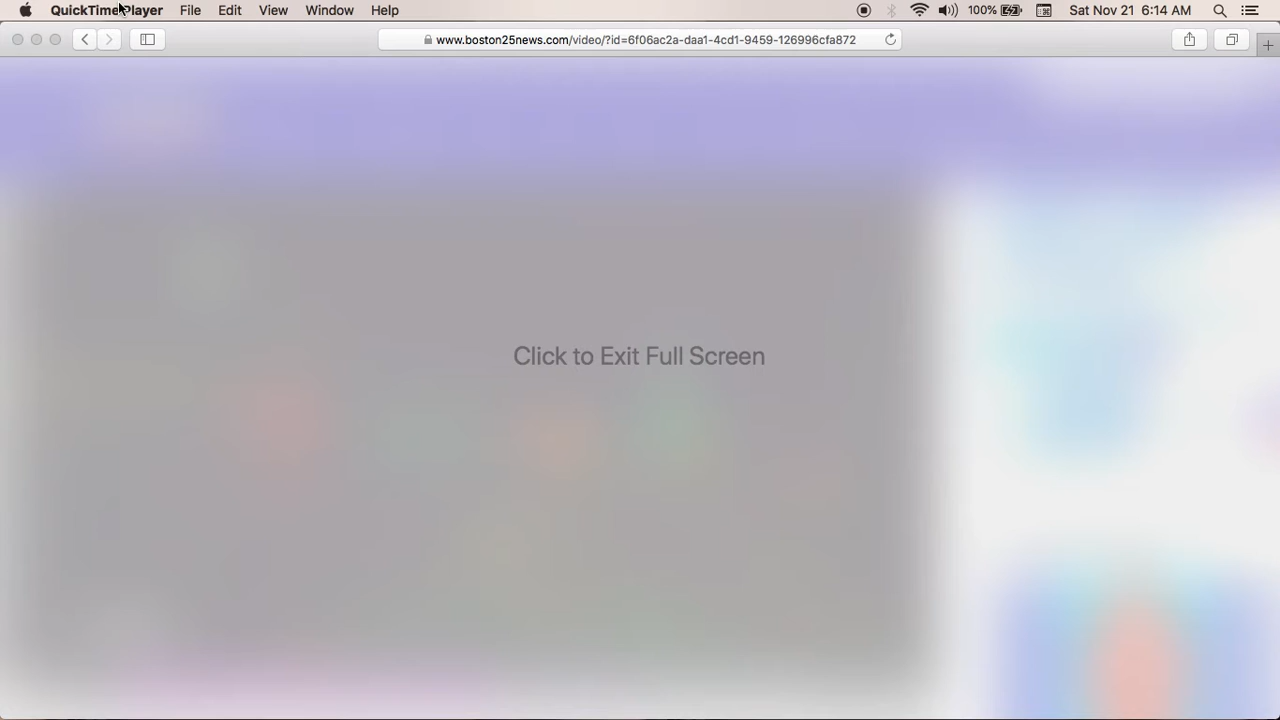 QuickTime Player File Edit View Window Help 100% Sat Nov 21 6:14 AM
www.boston25news.com/video/?id=6f06ac2a-daa1-4cd1-9459-126996cfa872
Click to Exit Full Screen